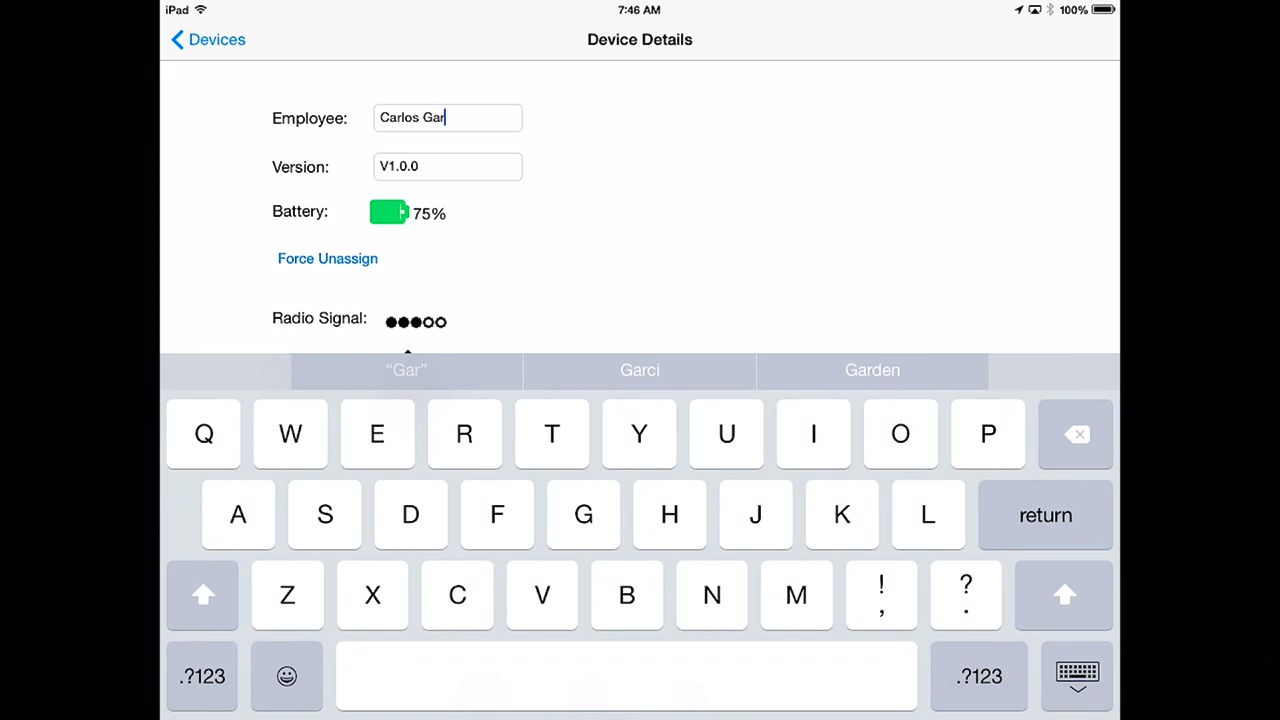 iPad 7:46 AM 100%
Devices Device Details
Employee: Carlos Gar
Version: V1.0.0
Battery: 75%
Force Unassign
Radio Signal:
“Gar” Garci Garden
Q W E R T Y U I O P
A S D F G H J K L return
Z X C V B N M ! , ? .
.?123 .?123